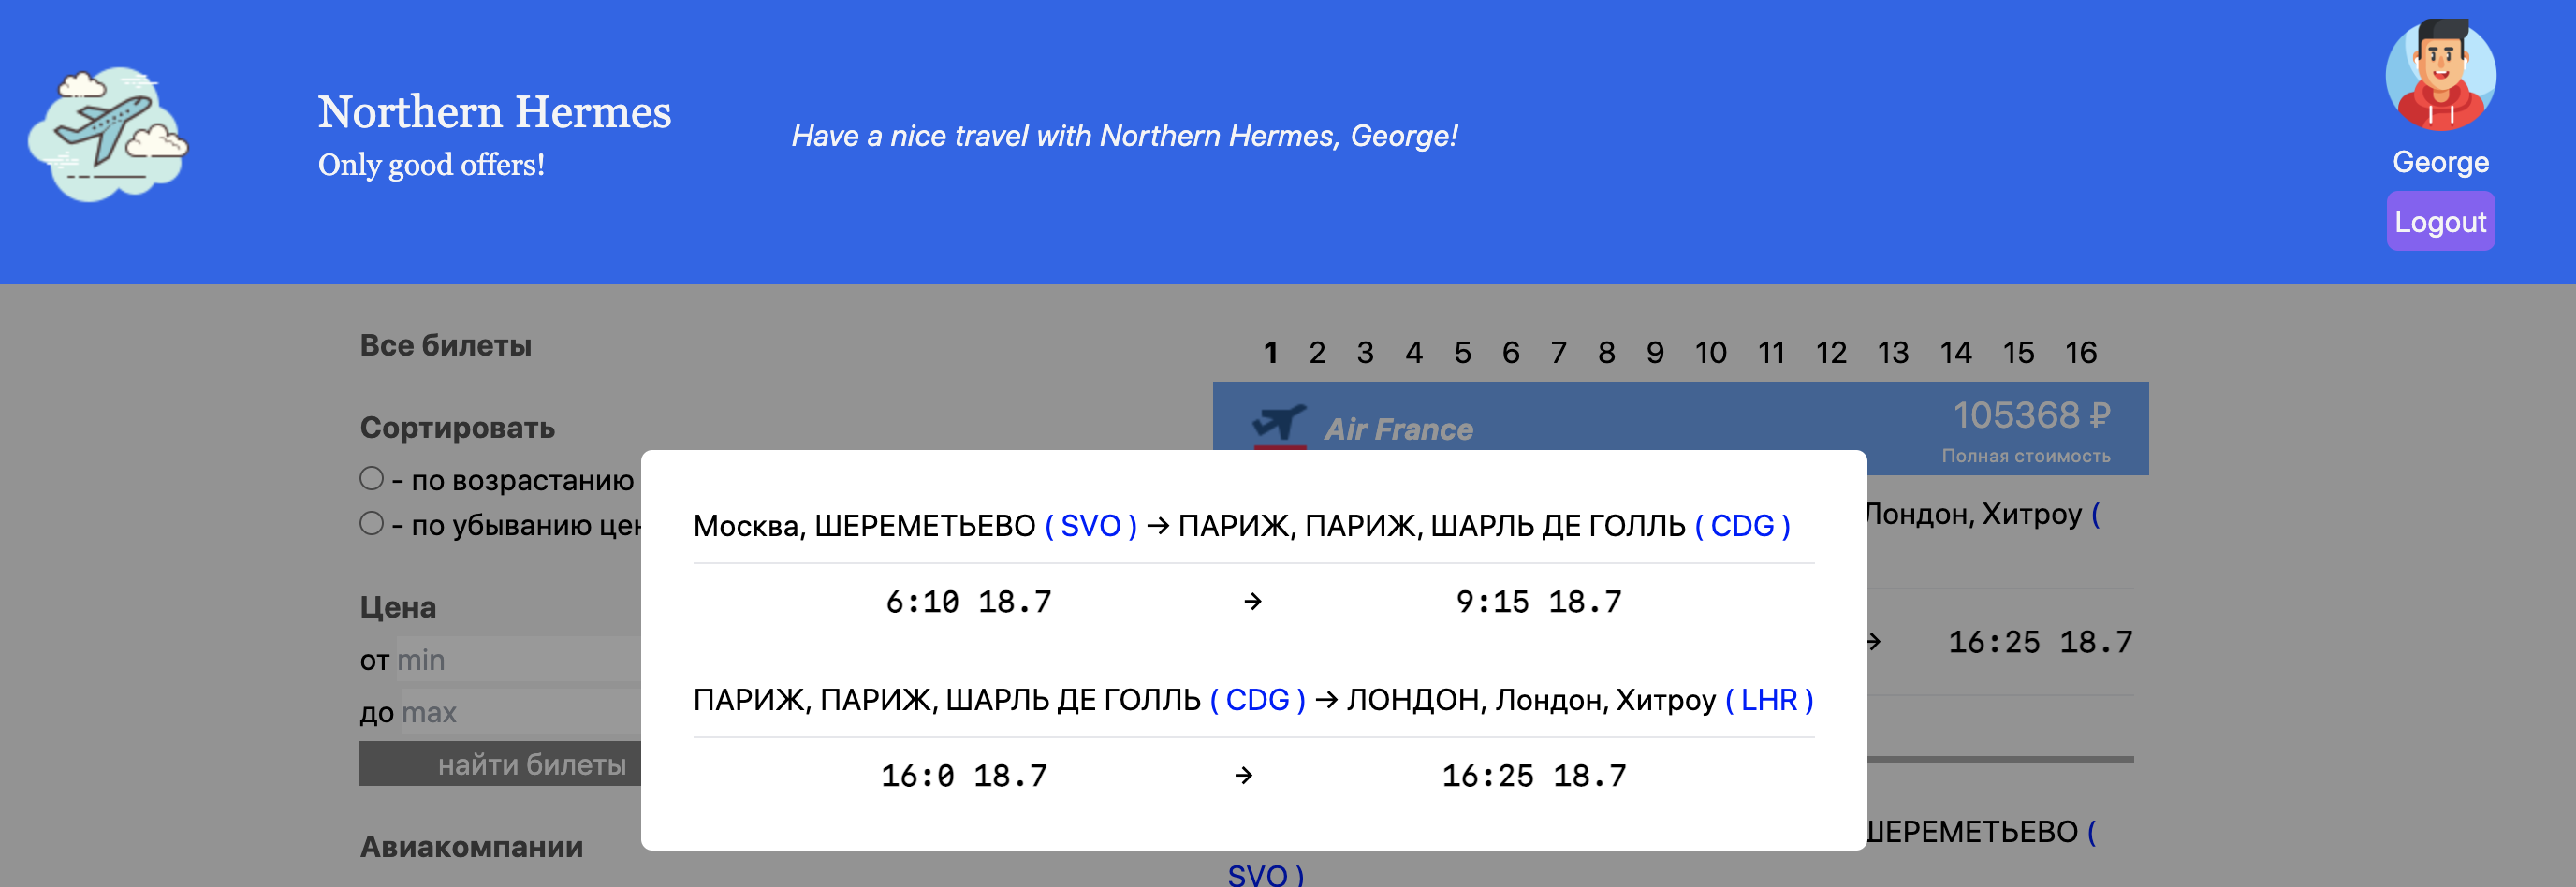 Northern Hermes
Only good offers!
Have a nice travel with Northern Hermes, George!
George
Logout
Все билеты
Сортировать
- по возрастанию
- по убыванию
Цена
от min
до max
найти билеты
Авиакомпании
1 2 3 4 5 6 7 8 9 10 11 12 13 14 15 16
Air France
105368 ₽
Полная стоимость
Лондон, Хитроу (
→ 16:25 18.7
ШЕРЕМЕТЬЕВО (
SVO )
Москва, ШЕРЕМЕТЬЕВО ( SVO ) → ПАРИЖ, ПАРИЖ, ШАРЛЬ ДЕ ГОЛЛЬ ( CDG )
6:10 18.7 → 9:15 18.7
ПАРИЖ, ПАРИЖ, ШАРЛЬ ДЕ ГОЛЛЬ ( CDG ) → ЛОНДОН, Лондон, Хитроу ( LHR )
16:0 18.7 → 16:25 18.7